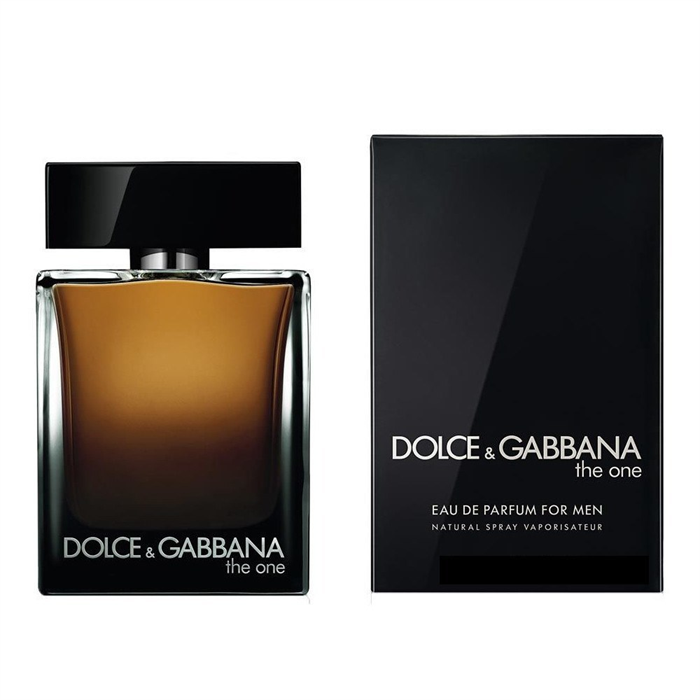 DOLCE & GABBANA
the one
DOLCE & GABBANA
the one
EAU DE PARFUM FOR MEN
NATURAL SPRAY VAPORISATEUR